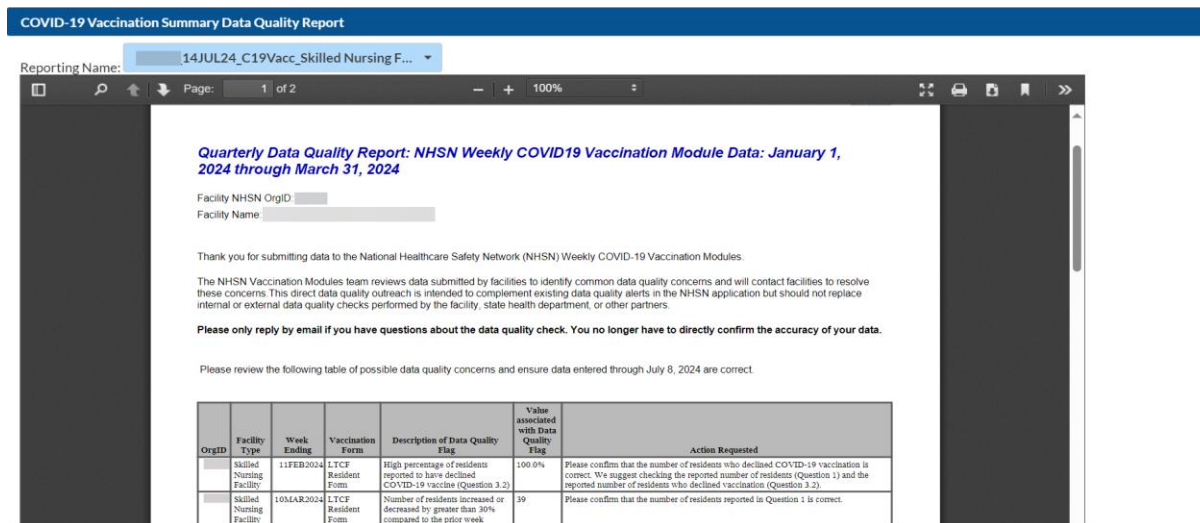 COVID-19 Vaccination Summary Data Quality Report
Reporting Name:
_14JUL24_C19Vacc_Skilled Nursing F...
Page: 1 of 2
100%
Quarterly Data Quality Report: NHSN Weekly COVID19 Vaccination Module Data: January 1,
2024 through March 31, 2024
Facility NHSN OrgID:
Facility Name:
Thank you for submitting data to the National Healthcare Safety Network (NHSN) Weekly COVID-19 Vaccination Modules.
The NHSN Vaccination Modules team reviews data submitted by facilities to identify common data quality concerns and will contact facilities to resolve
these concerns.This direct data quality outreach is intended to complement existing data quality alerts in the NHSN application but should not replace
internal or external data quality checks performed by the facility, state health department, or other partners.
Please only reply by email if you have questions about the data quality check. You no longer have to directly confirm the accuracy of your data.
Please review the following table of possible data quality concerns and ensure data entered through July 8, 2024 are correct.
OrgID
Facility
Type
Week
Ending
Vaccination
Form
Description of Data Quality
Flag
Value
associated
with Data
Quality
Flag
Action Requested
Skilled
Nursing
Facility
11FEB2024
LTCF
Resident
Form
High percentage of residents
reported to have declined
COVID-19 vaccine (Question 3.2)
100.0%
Please confirm that the number of residents who declined COVID-19 vaccination is
correct. We suggest checking the reported number of residents (Question 1) and the
reported number of residents who declined vaccination (Question 3.2).
Skilled
Nursing
Facility
10MAR2024
LTCF
Resident
Form
Number of residents increased or
decreased by greater than 30%
compared to the prior week
39
Please confirm that the number of residents reported in Question 1 is correct.